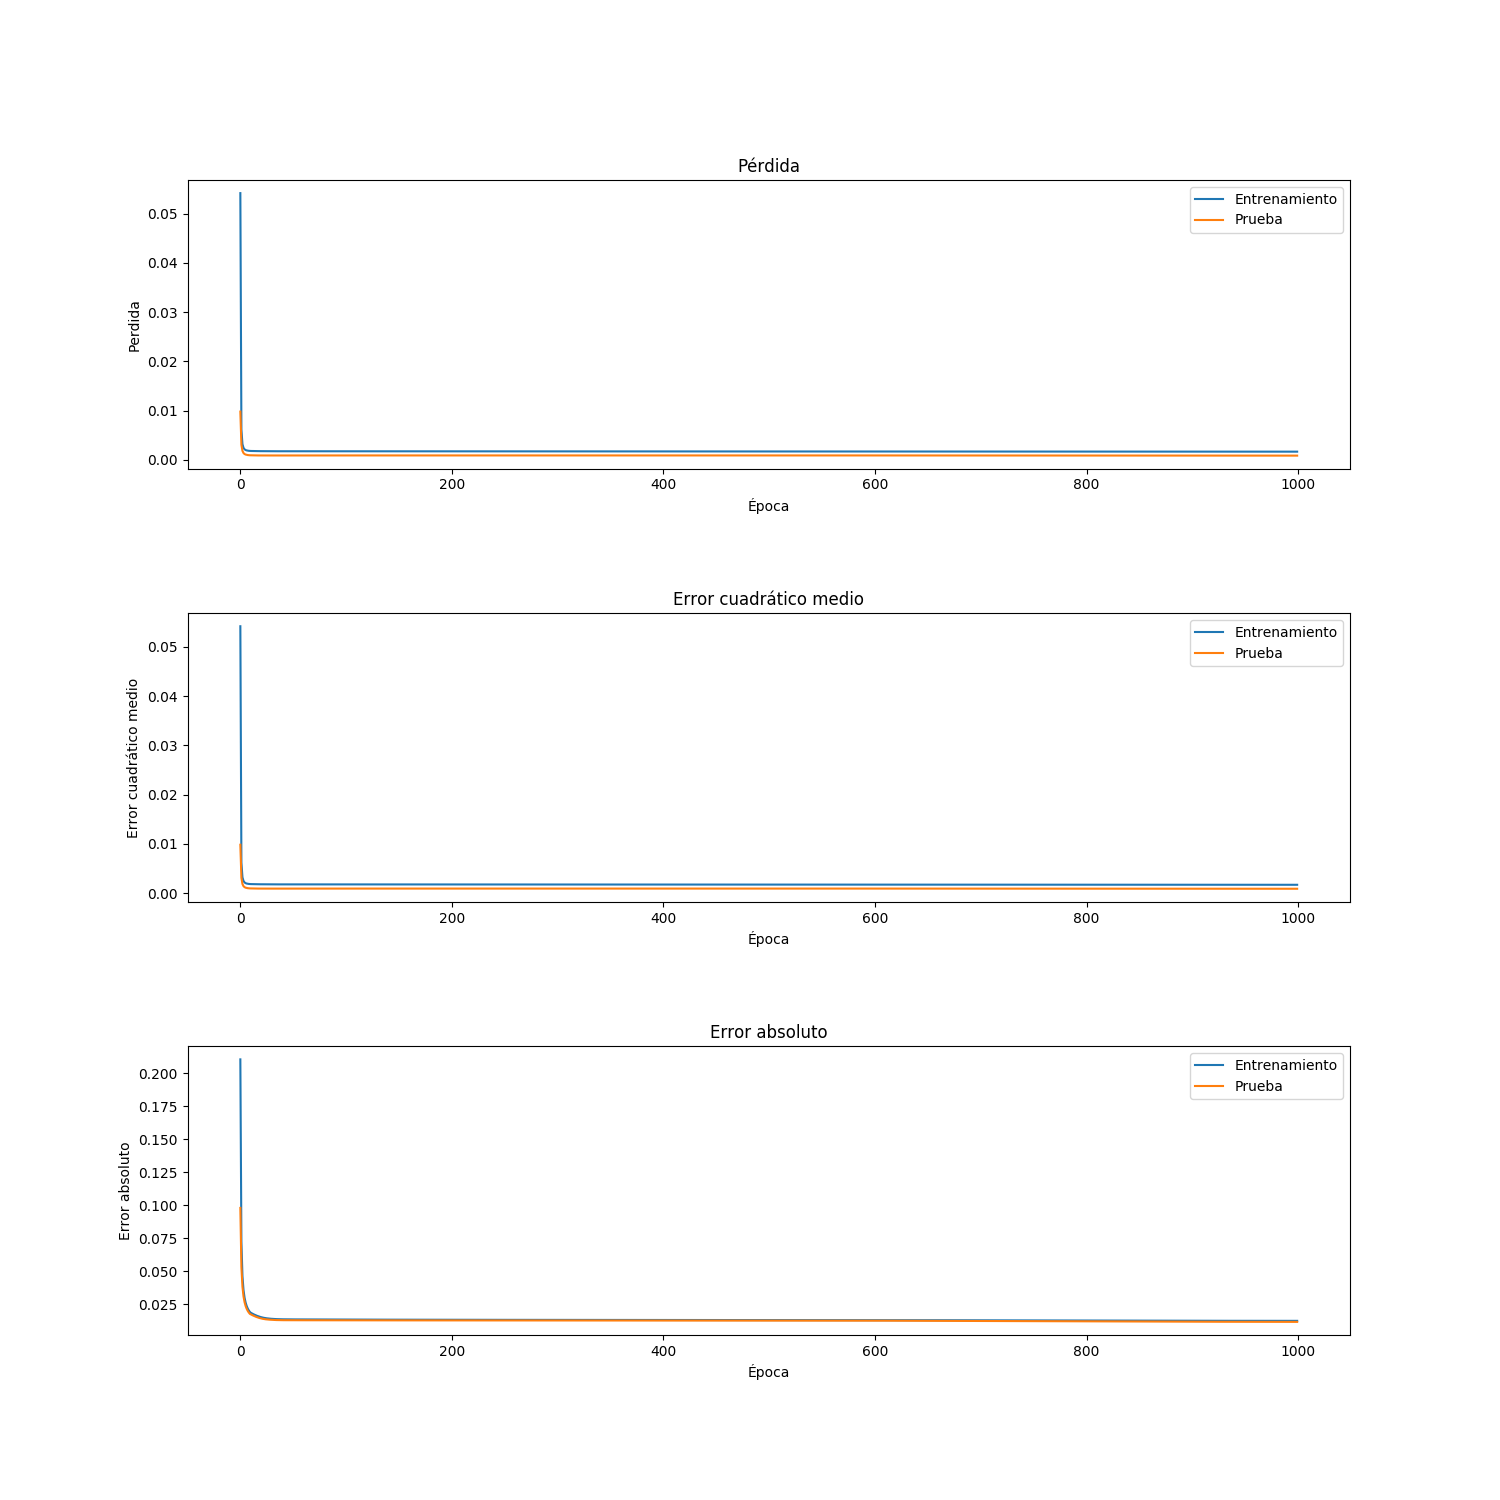 Pérdida
Entrenamiento
Prueba
0.05
0.04
0.03
0.02
0.01
0.00
Perdida
0 200 400 600 800 1000
Época
Error cuadrático medio
Entrenamiento
Prueba
0.05
0.04
0.03
0.02
0.01
0.00
Error cuadrático medio
0 200 400 600 800 1000
Época
Error absoluto
Entrenamiento
Prueba
0.200
0.175
0.150
0.125
0.100
0.075
0.050
0.025
Error absoluto
0 200 400 600 800 1000
Época